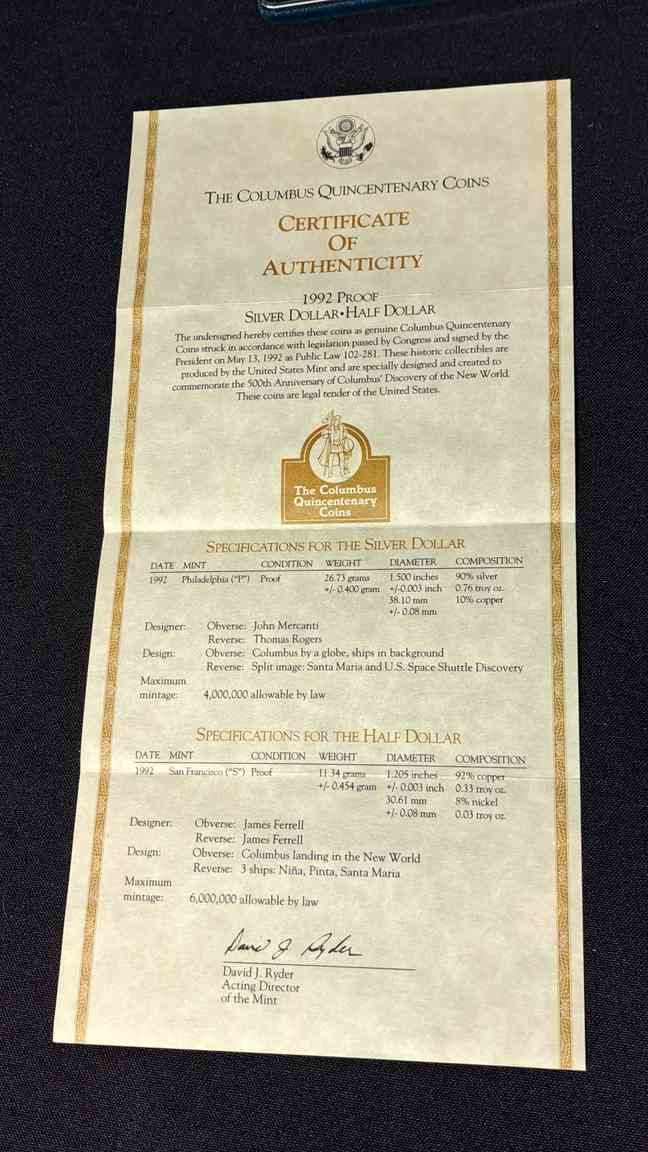 THE COLUMBUS QUINCENTENARY COINS
CERTIFICATE
OF
AUTHENTICITY
1992 PROOF
SILVER DOLLAR•HALF DOLLAR
The undersigned hereby certifies these coins as genuine Columbus Quincentenary
Coins struck in accordance with legislation passed by Congress and signed by the
President on May 13, 1992 as Public Law 102-281. These historic collectibles are
produced by the United States Mint and are specially designed and created to
commemorate the 500th Anniversary of Columbus' Discovery of the New World.
These coins are legal tender of the United States.
The Columbus
Quincentenary
Coins
SPECIFICATIONS FOR THE SILVER DOLLAR
DATE MINT CONDITION WEIGHT DIAMETER COMPOSITION
1992 Philadelphia ("P") Proof 26.73 grams 1.500 inches 90% silver
+/- 0.400 gram +/-0.003 inch 0.76 troy oz.
38.10 mm 10% copper
+/- 0.08 mm
Designer: Obverse: John Mercanti
Reverse: Thomas Rogers
Design: Obverse: Columbus by a globe, ships in background
Reverse: Split image: Santa Maria and U.S. Space Shuttle Discovery
Maximum
mintage: 4,000,000 allowable by law
SPECIFICATIONS FOR THE HALF DOLLAR
DATE MINT CONDITION WEIGHT DIAMETER COMPOSITION
1992 San Francisco ("S") Proof 11.34 grams 1.205 inches 92% copper
+/- 0.454 gram +/- 0.003 inch 0.33 troy oz.
30.61 mm 8% nickel
+/- 0.08 mm 0.03 troy oz.
Designer: Obverse: James Ferrell
Reverse: James Ferrell
Design: Obverse: Columbus landing in the New World
Reverse: 3 ships: Niña, Pinta, Santa Maria
Maximum
mintage: 6,000,000 allowable by law
David J Ryder
David J. Ryder
Acting Director
of the Mint